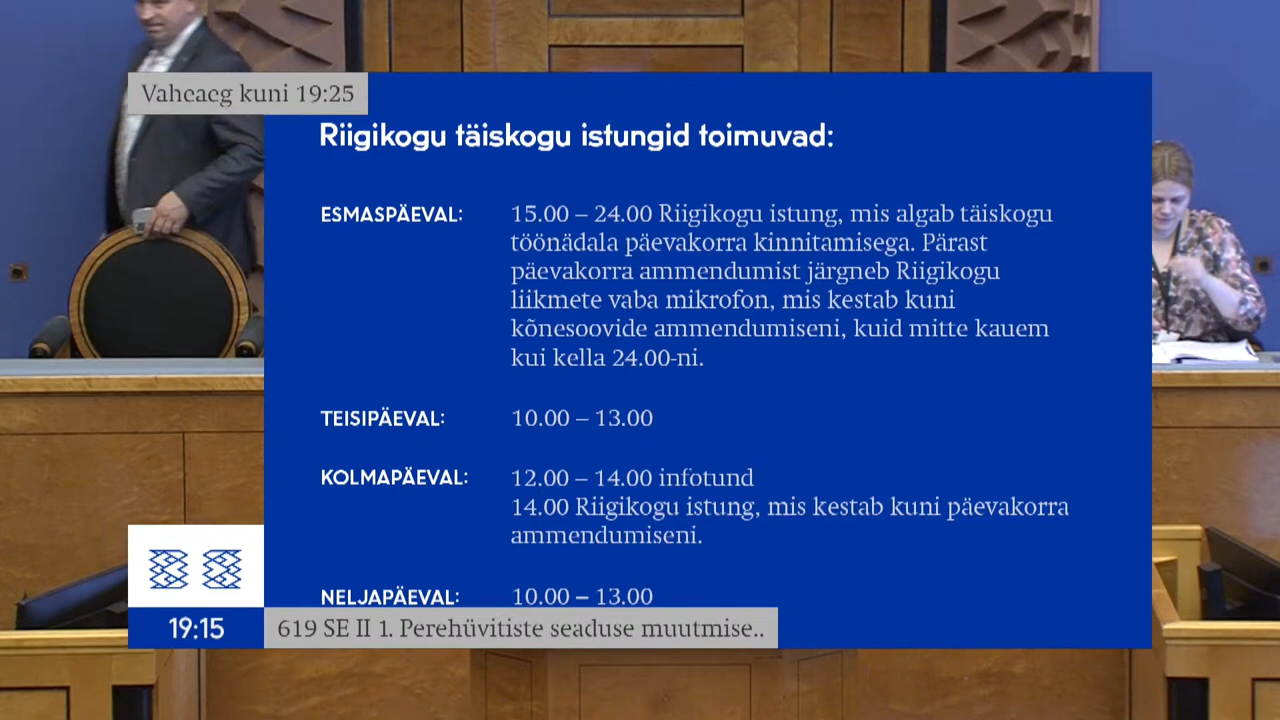 Vaheaeg kuni 19:25
Riigikogu täiskogu istungid toimuvad:
ESMASPÄEVAL:
15.00 – 24.00 Riigikogu istung, mis algab täiskogu
töönädala päevakorra kinnitamisega. Pärast
päevakorra ammendumist järgneb Riigikogu
liikmete vaba mikrofon, mis kestab kuni
kõnesoovide ammendumiseni, kuid mitte kauem
kui kella 24.00-ni.
TEISIPÄEVAL:
10.00 – 13.00
KOLMAPÄEVAL:
12.00 – 14.00 infotund
14.00 Riigikogu istung, mis kestab kuni päevakorra
ammendumiseni.
NELJAPÄEVAL:
10.00 – 13.00
19:15
619 SE II 1. Perehüvitiste seaduse muutmise..